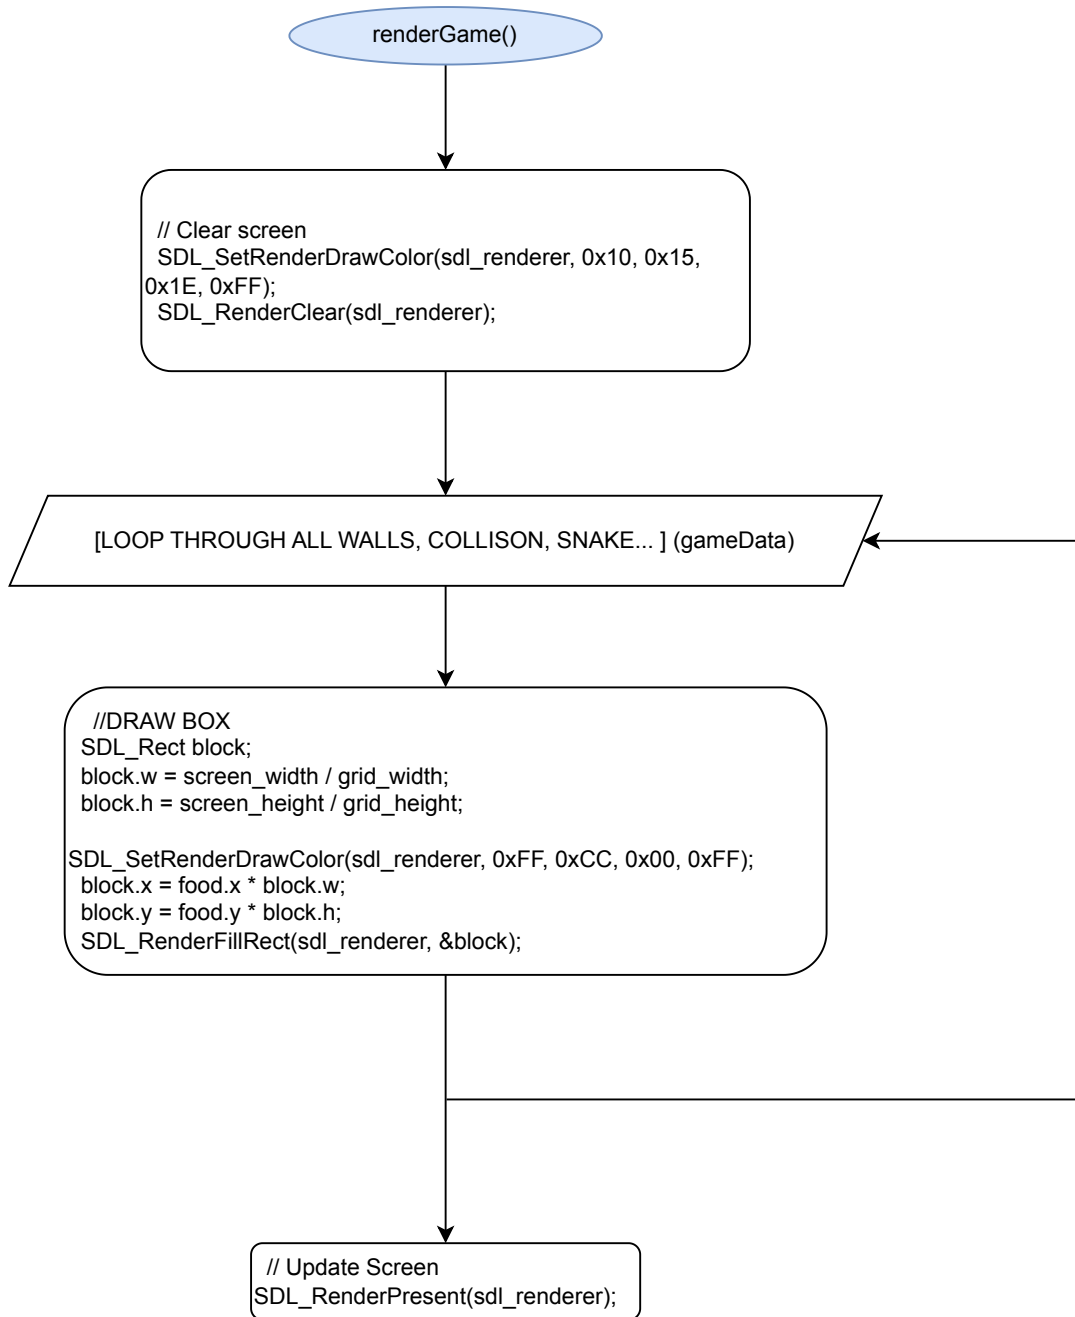 renderGame()
// Clear screen
SDL_SetRenderDrawColor(sdl_renderer, 0x10, 0x15,
0x1E, 0xFF);
SDL_RenderClear(sdl_renderer);
[LOOP THROUGH ALL WALLS, COLLISON, SNAKE... ] (gameData)
//DRAW BOX
SDL_Rect block;
block.w = screen_width / grid_width;
block.h = screen_height / grid_height;
SDL_SetRenderDrawColor(sdl_renderer, 0xFF, 0xCC, 0x00, 0xFF);
block.x = food.x * block.w;
block.y = food.y * block.h;
SDL_RenderFillRect(sdl_renderer, &block);
// Update Screen
SDL_RenderPresent(sdl_renderer);